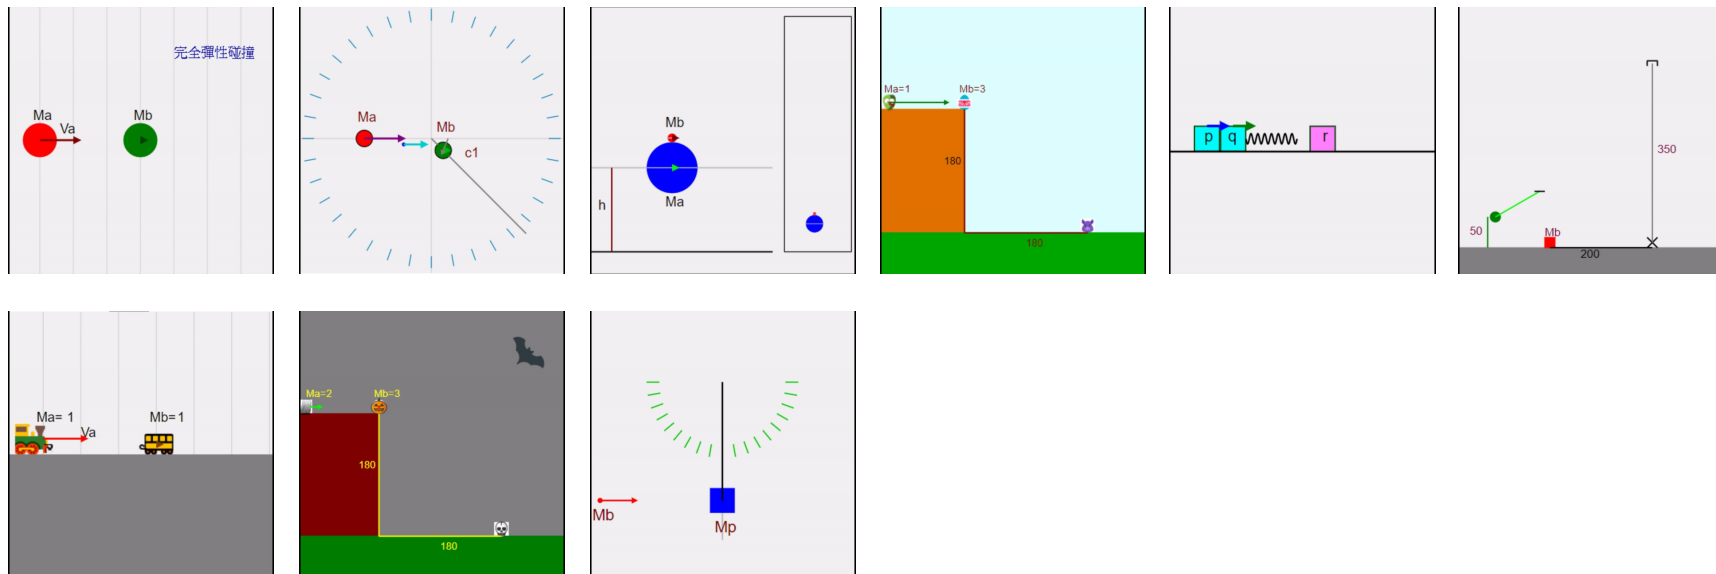 完全彈性碰撞
Ma
Va
Mb
Ma
Mb
c1
Mb
Ma
h
Ma=1
Mb=3
180
180
p q r
350
50
Mb
200
Ma= 1
Va
Mb=1
Ma=2
Mb=3
180
180
Mb
Mp